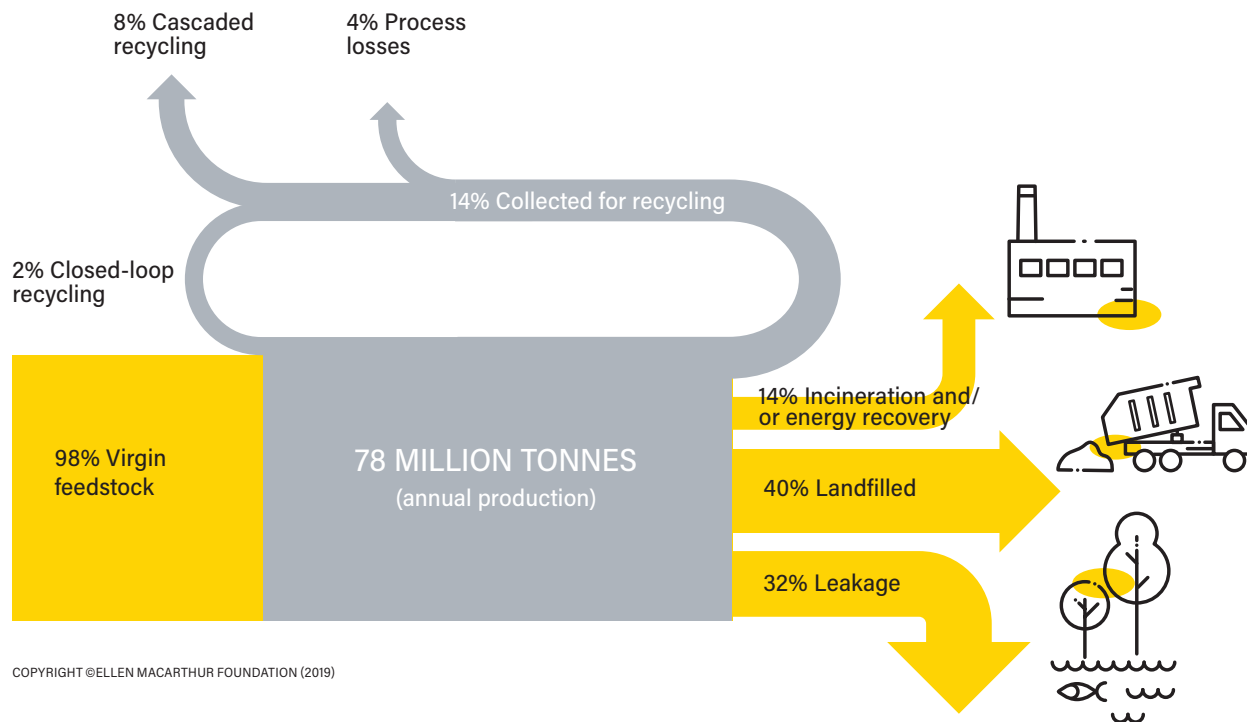 8% Cascaded
recycling
4% Process
losses
14% Collected for recycling
2% Closed-loop
recycling
98% Virgin
feedstock
78 MILLION TONNES
(annual production)
14% Incineration and/
or energy recovery
40% Landfilled
32% Leakage
COPYRIGHT ©ELLEN MACARTHUR FOUNDATION (2019)